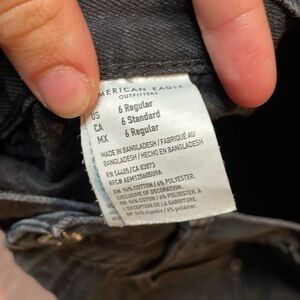 AMERICAN EAGLE
OUTFITTERS
US 6 Regular
CA 6 Standard
MX 6 Regular
MADE IN BANGLADESH / FABRIQUÉ AU
BANGLADESH / HECHO EN BANGLADESH
RN 54485/CA 03873
EN 94% COTTON / 6% POLYESTER.
EXCLUSIVE OF DECORATION.
FR 94% COTON / 6% POLYESTER.
L'EXCEPTION DE LA GARNITURE.
94% algodón / 6% poliéster.